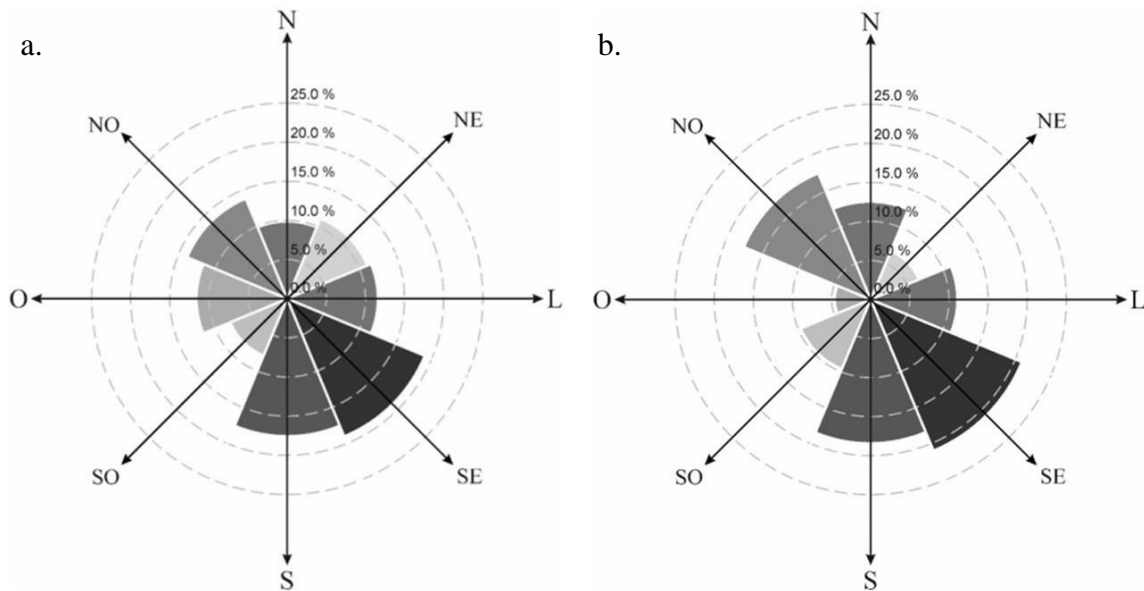 a.
N
NO
NE
25.0 %
20.0 %
15.0 %
10.0 %
5.0 %
0.0 %
O
L
SO
SE
S
b.
N
NO
NE
25.0 %
20.0 %
15.0 %
10.0 %
5.0 %
0.0 %
O
L
SO
SE
S